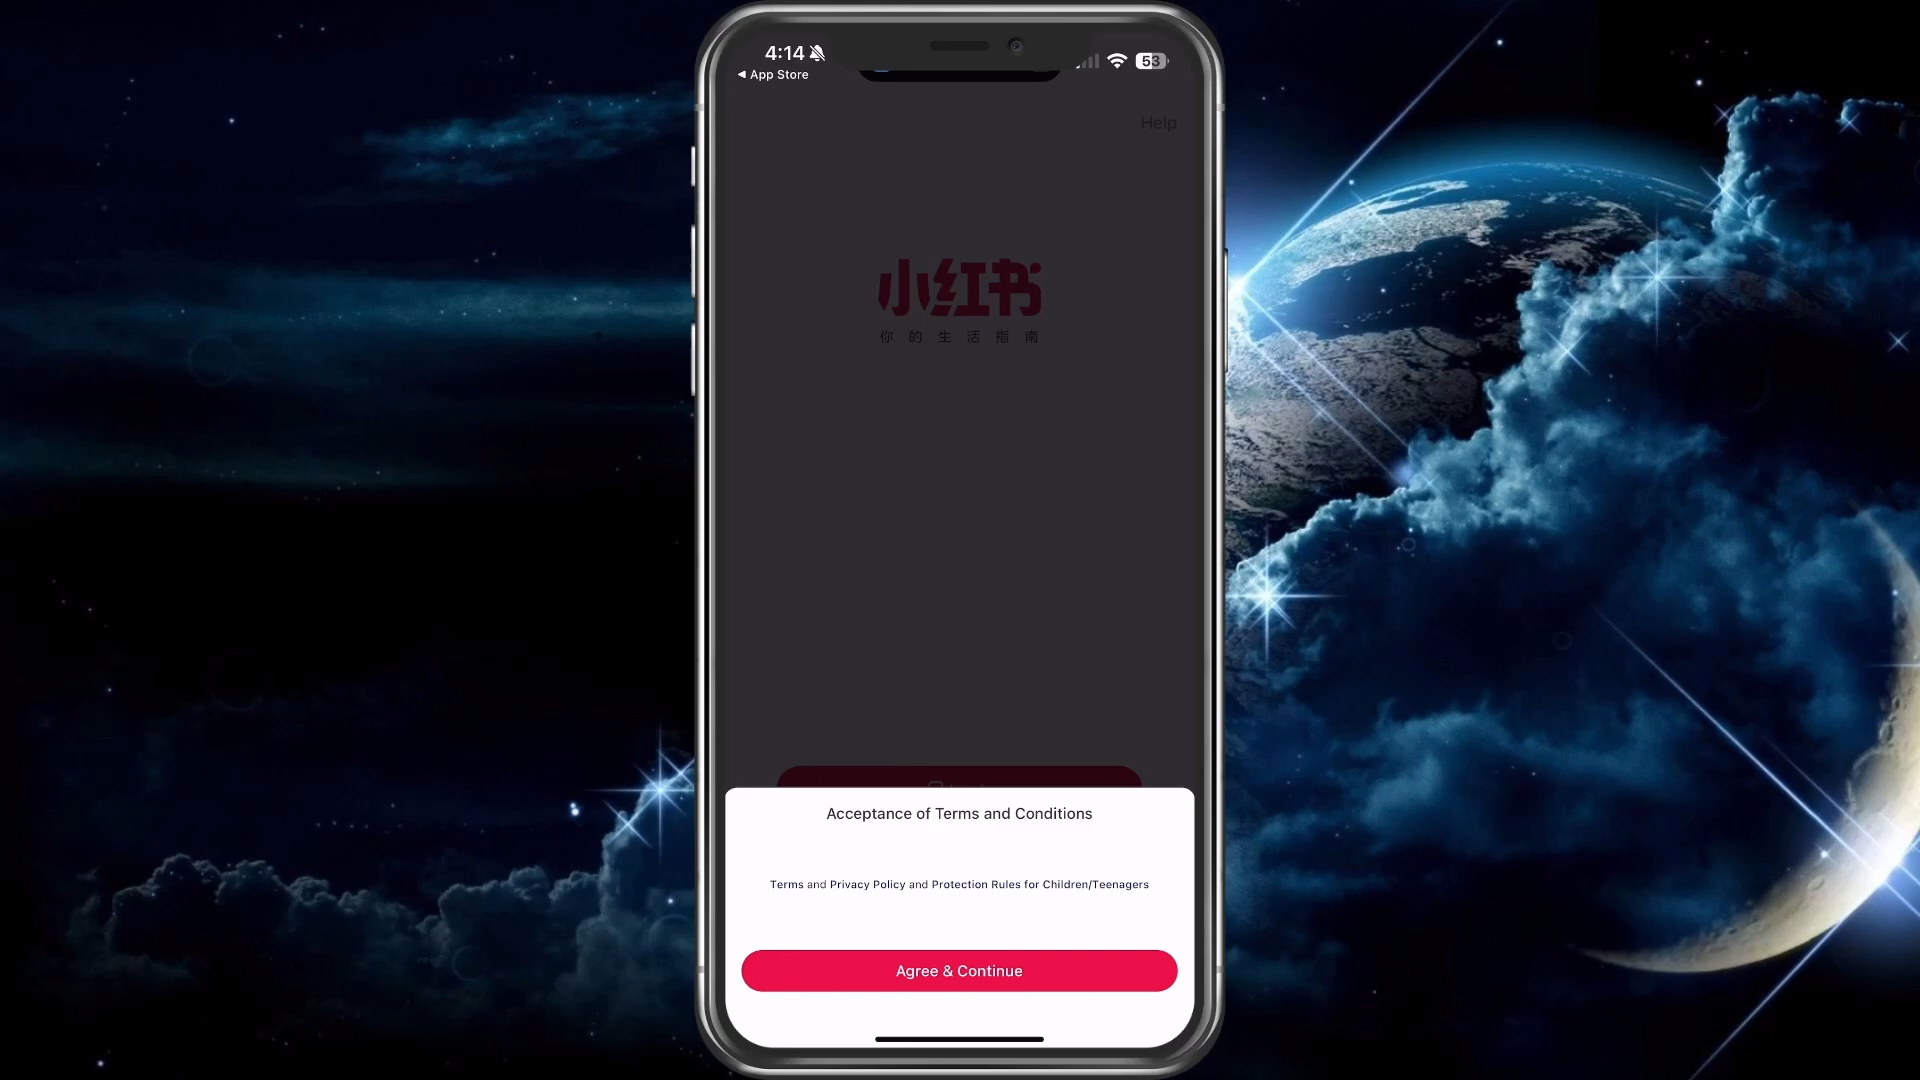 4:14
53
◀ App Store
Help
小红书
你的生活指南
Acceptance of Terms and Conditions
Terms and Privacy Policy and Protection Rules for Children/Teenagers
Agree & Continue